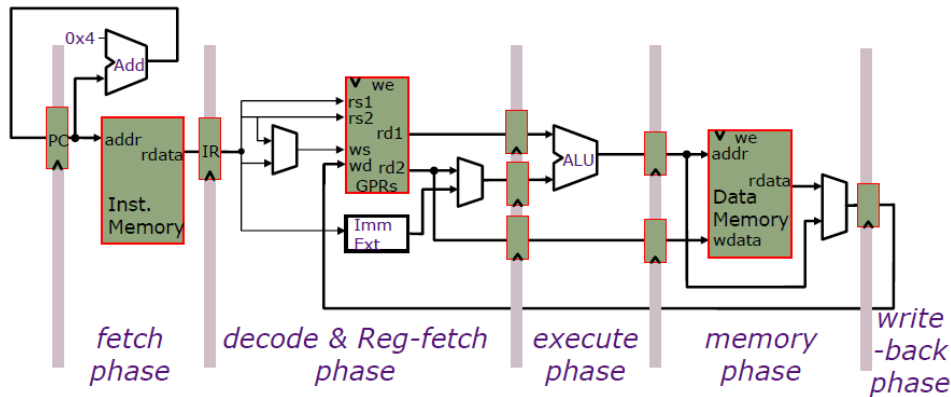 0x4
Add
PC
addr
rdata
Inst.
Memory
IR
we
rs1
rs2
rd1
ws
wd
rd2
GPRs
Imm
Ext
ALU
we
addr
rdata
Data
Memory
wdata
fetch
phase
decode & Reg-fetch
phase
execute
phase
memory
phase
write
-back
phase